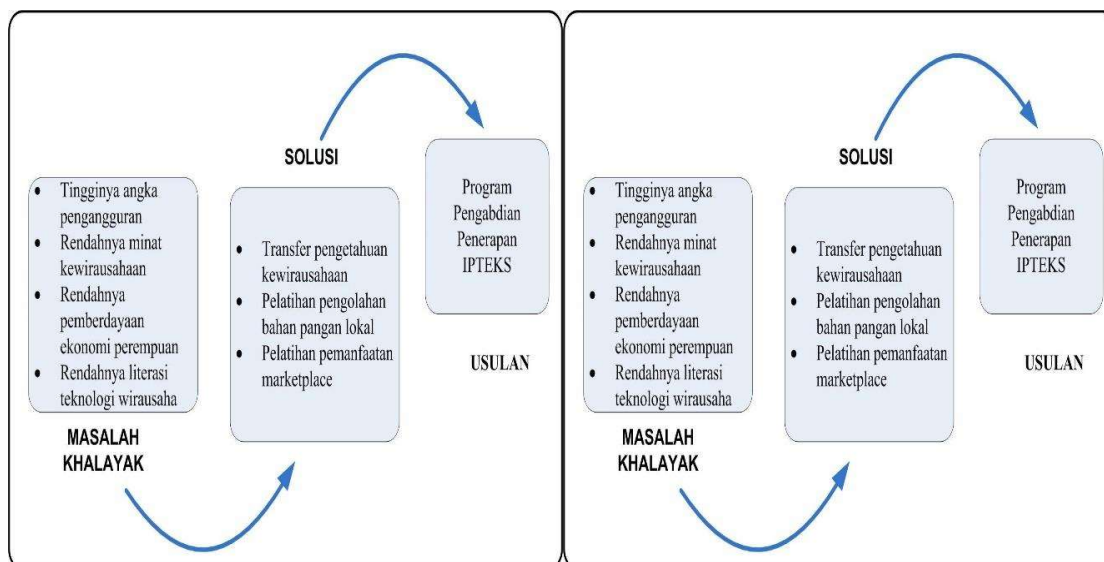 • Tingginya angka
pengangguran
• Rendahnya minat
kewirausahaan
• Rendahnya
pemberdayaan
ekonomi perempuan
• Rendahnya literasi
teknologi wirausaha
MASALAH
KHALAYAK
SOLUSI
• Transfer pengetahuan
kewirausahaan
• Pelatihan pengolahan
bahan pangan lokal
• Pelatihan pemanfaatan
marketplace
Program
Pengabdian
Penerapan
IPTEKS
USULAN
• Tingginya angka
pengangguran
• Rendahnya minat
kewirausahaan
• Rendahnya
pemberdayaan
ekonomi perempuan
• Rendahnya literasi
teknologi wirausaha
MASALAH
KHALAYAK
SOLUSI
• Transfer pengetahuan
kewirausahaan
• Pelatihan pengolahan
bahan pangan lokal
• Pelatihan pemanfaatan
marketplace
Program
Pengabdian
Penerapan
IPTEKS
USULAN